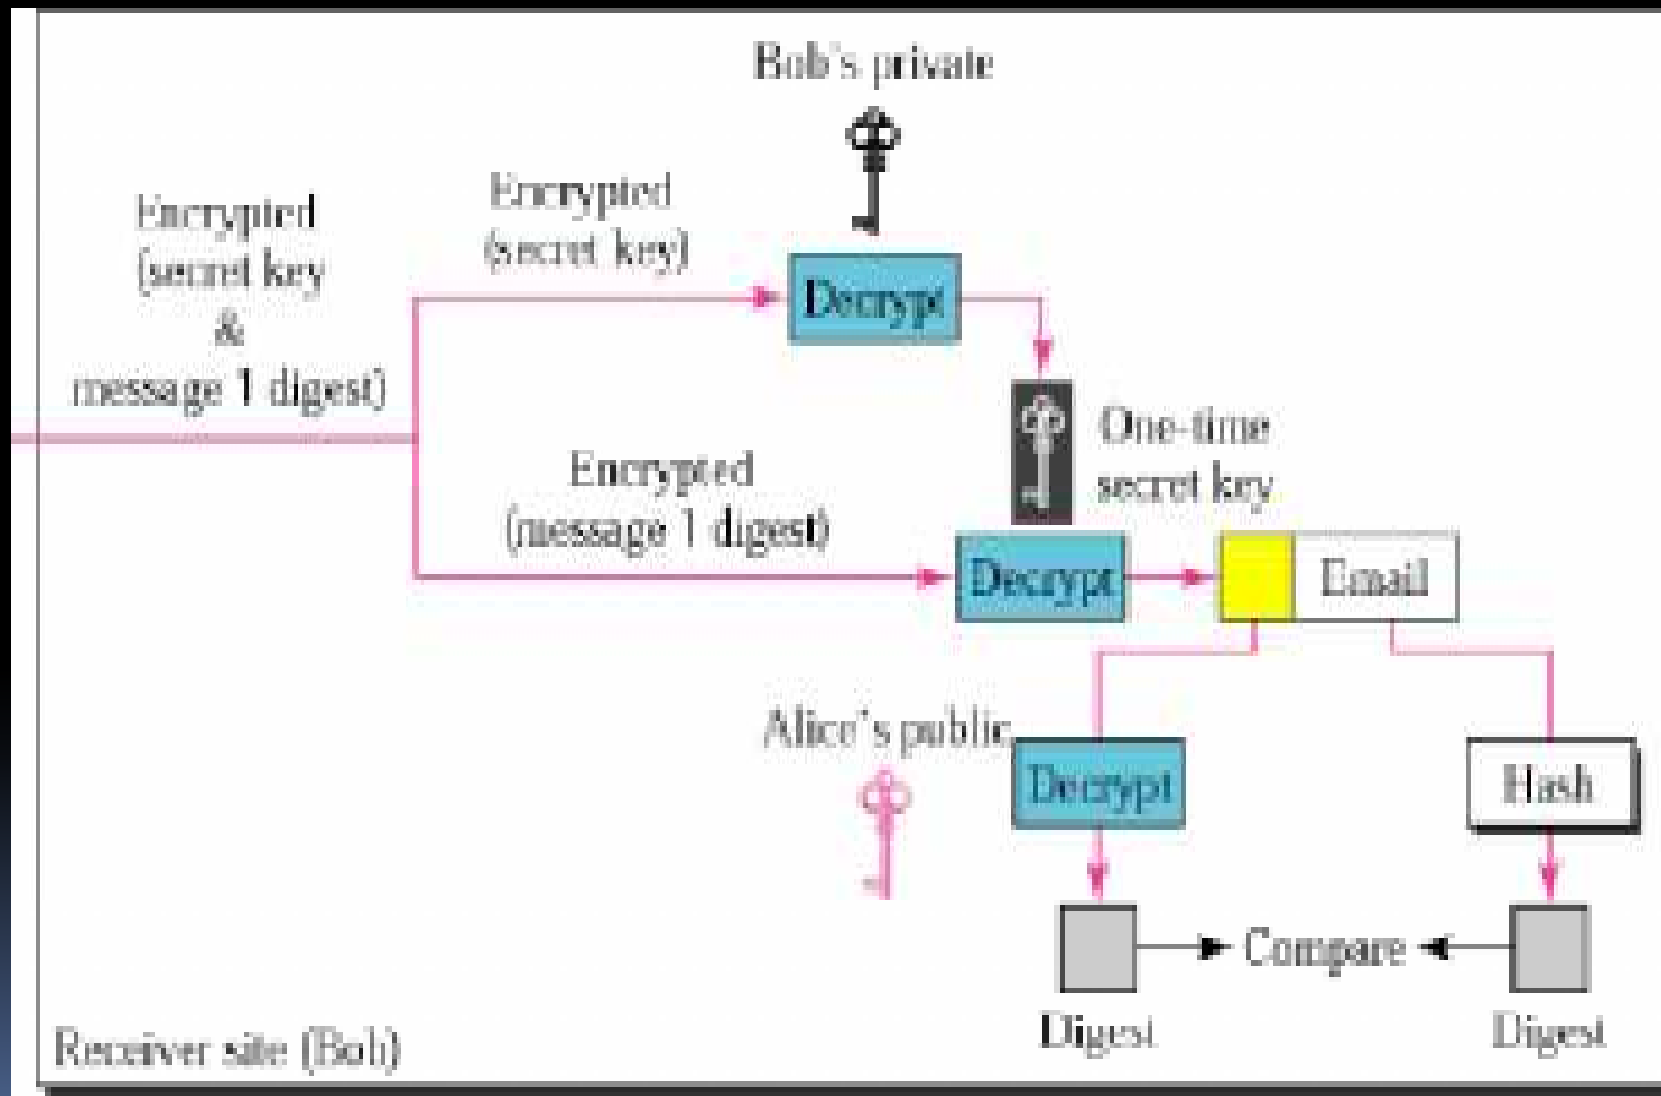 Bob's private
Encrypted
(secret key
&
message 1 digest)
Encrypted
(secret key)
Decrypt
One-time
secret key
Encrypted
(message 1 digest)
Decrypt
Email
Alice's public
Decrypt
Hash
Compare
Digest
Digest
Receiver site (Bob)